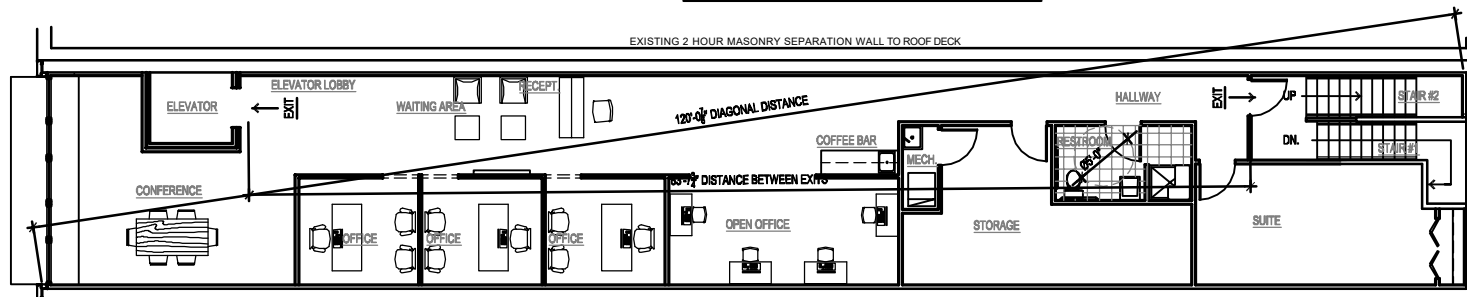 EXISTING 2 HOUR MASONRY SEPARATION WALL TO ROOF DECK
ELEVATOR LOBBY
ELEVATOR
EXIT
WAITING AREA
RECEPT.
DIAGONAL DISTANCE
HALLWAY
EXIT
UP
STAIR #2
COFFEE BAR
MECH.
RESTROOM
DN.
STAIR#1
CONFERENCE
DISTANCE BETWEEN EXITS
OFFICE
OFFICE
OFFICE
OPEN OFFICE
STORAGE
SUITE